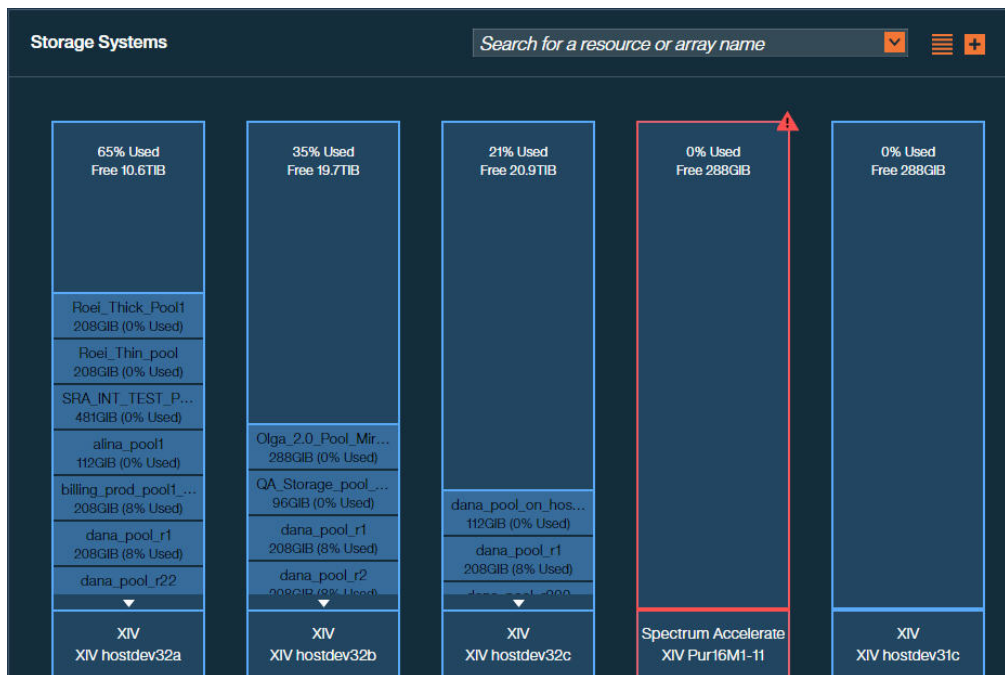 Storage Systems
Search for a resource or array name
65% Used
Free 10.6TIB
Roei_Thick_Pool1
208GIB (0% Used)
Roei_Thin_pool
208GIB (0% Used)
SRA_INT_TEST_P...
481GIB (0% Used)
alina_pool1
112GIB (0% Used)
billing_prod_pool1_...
208GIB (8% Used)
dana_pool_r1
208GIB (8% Used)
dana_pool_r22
XIV
XIV hostdev32a
35% Used
Free 19.7TIB
Olga_2.0_Pool_Mir...
288GIB (0% Used)
QA_Storage_pool_...
96GIB (0% Used)
dana_pool_r1
208GIB (8% Used)
dana_pool_r2
208GIB (8% Used)
XIV
XIV hostdev32b
21% Used
Free 20.9TIB
dana_pool_on_hos...
112GIB (0% Used)
dana_pool_r1
208GIB (8% Used)
XIV
XIV hostdev32c
0% Used
Free 288GIB
Spectrum Accelerate
XIV Pur16M1-11
0% Used
Free 288GIB
XIV
XIV hostdev31c